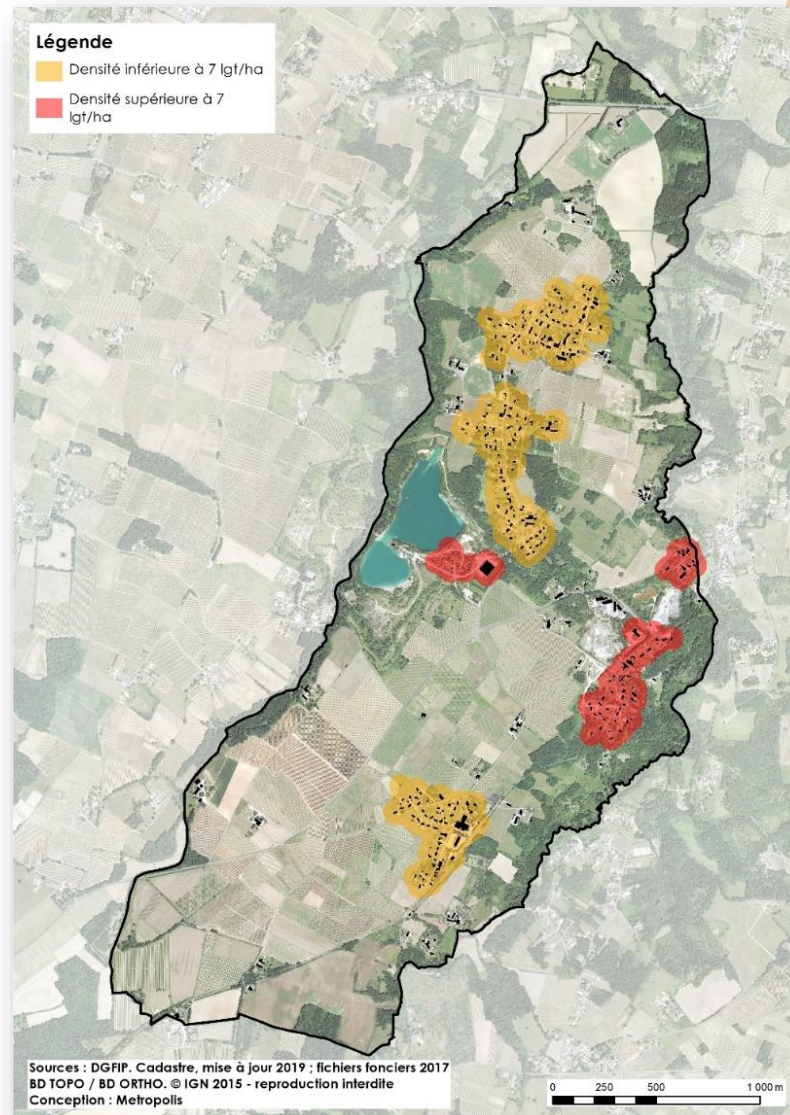 Légende
Densité inférieure à 7 lgt/ha
Densité supérieure à 7
lgt/ha
Sources : DGFIP. Cadastre, mise à jour 2019 ; fichiers fonciers 2017
BD TOPO / BD ORTHO. © IGN 2015 - reproduction interdite
Conception : Metropolis
0 250 500 1 000 m